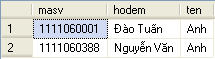 masv hodem ten
1 1111060001 Đào Tuấn Anh
2 1111060388 Nguyễn Văn Anh